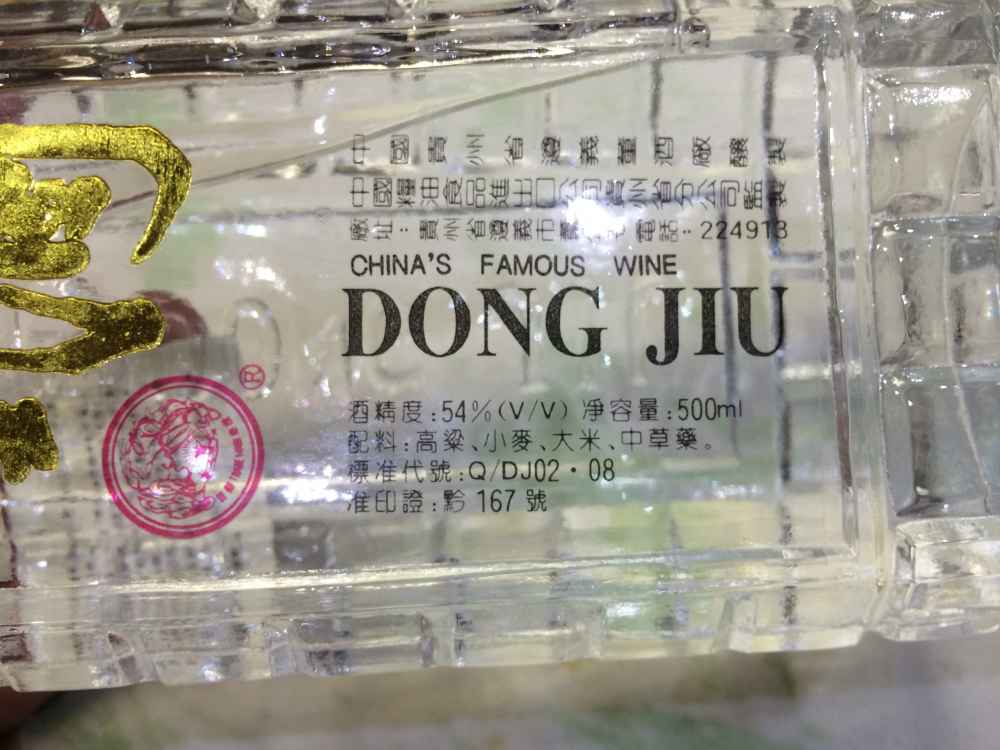 中國貴州省遵義董酒廠釀製
中國糧油食品進出口公司貴州省分公司監製
廠址：貴州省遵義市 電話：224913
CHINA'S FAMOUS WINE
DONG JIU
®
酒精度：54％(V/V) 淨容量：500ml
配料：高粱、小麥、大米、中草藥。
標准代號：Q/DJ02·08
准印證：黔 167 號